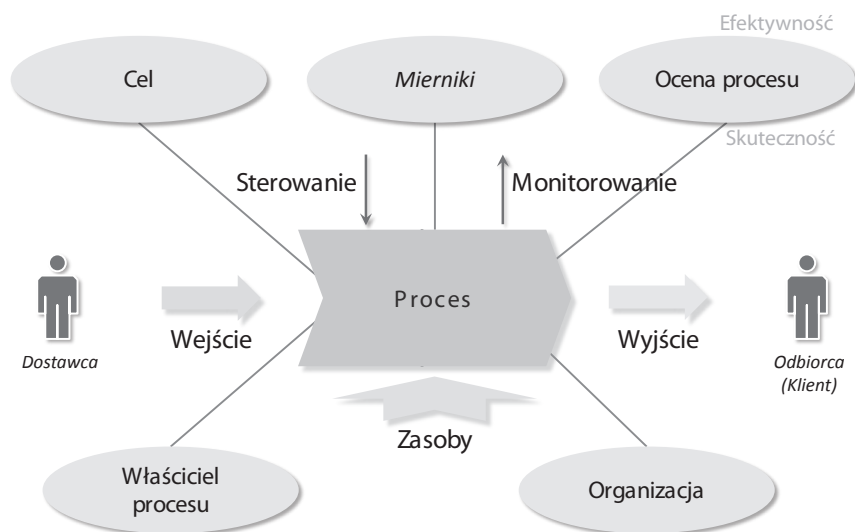 Efektywność
Cel
Mierniki
Ocena procesu
Skuteczność
Sterowanie
Monitorowanie
Proces
Wejście
Wyjście
Dostawca
Odbiorca
(Klient)
Zasoby
Właściciel
procesu
Organizacja